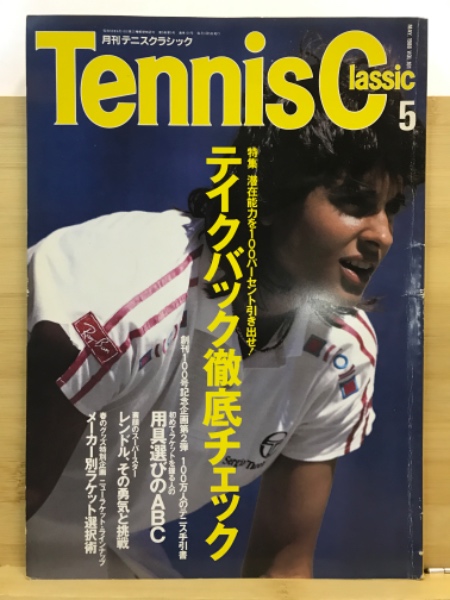 月刊テニスクラシック
Tennis Classic
5
特集 潜在能力を100パーセント引き出せ!
テイクバック徹底チェック
創刊100号記念企画第2弾 100万人のテニス手引書
初めてラケットを握る人の
用具選びのABC
素顔のスーパースター
レンドル、その勇気と挑戦
春のグッズ特別企画 ニューラケット・ラインナップ
メーカー別ラケット選択術
Ray-Ban